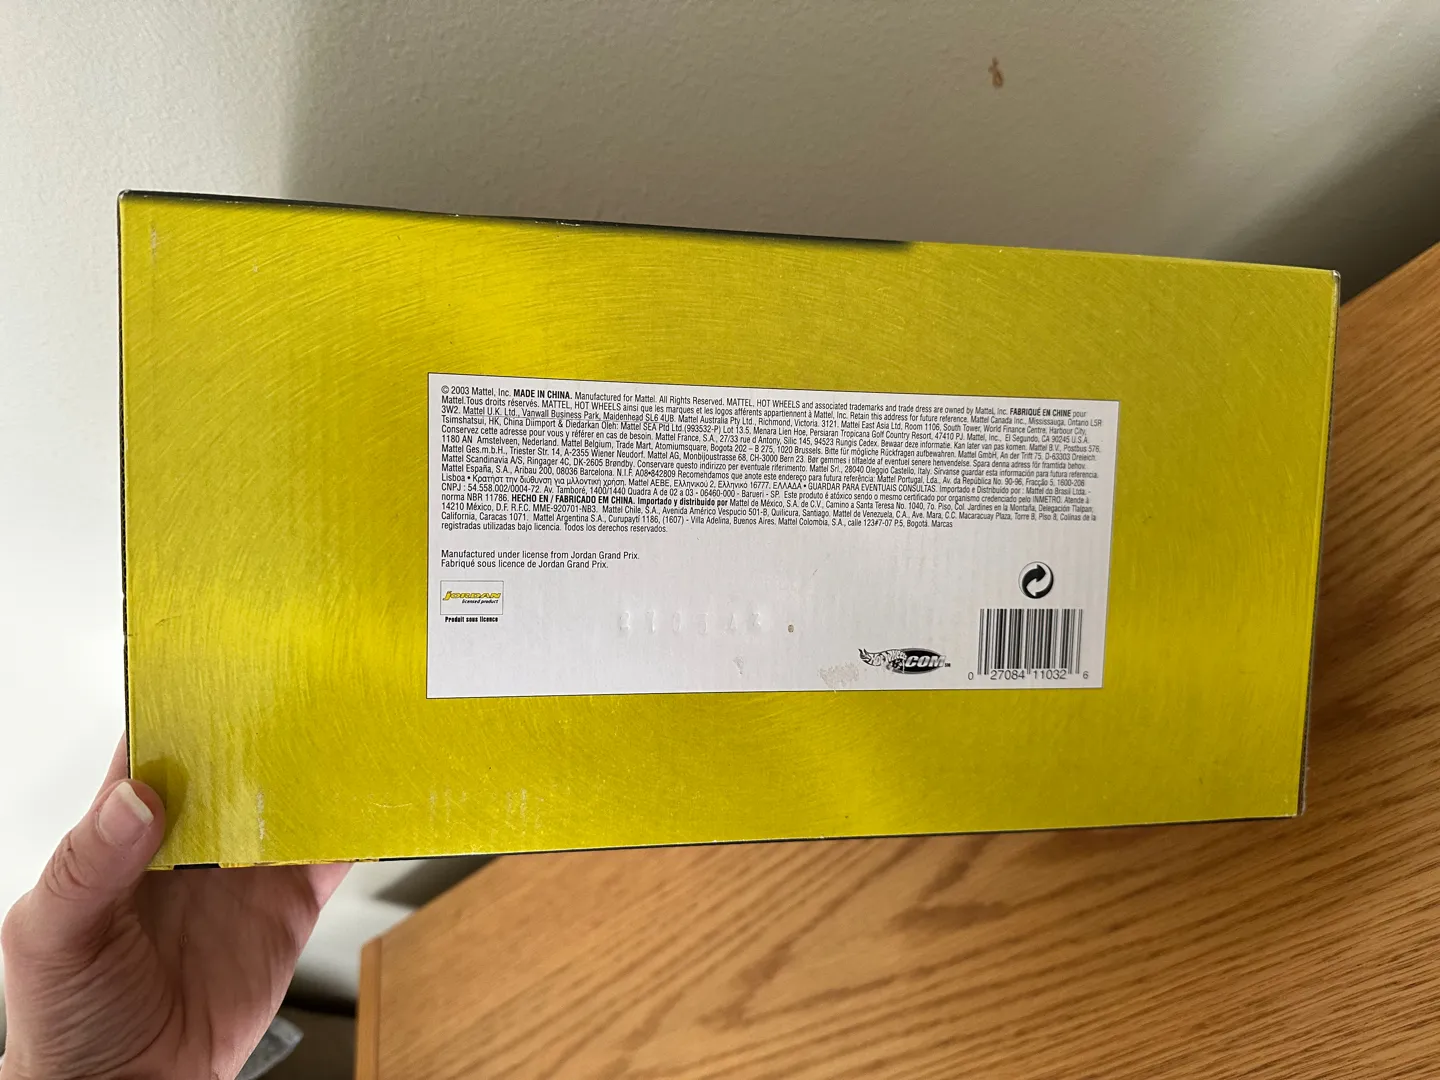 © 2003 Mattel, Inc. MADE IN CHINA. Manufactured for Mattel. All Rights Reserved. MATTEL, HOT WHEELS and associated trademarks and trade dress are owned by Mattel, Inc. FABRIQUÉ EN CHINE pour
Mattel.Tous droits réservés. MATTEL, HOT WHEELS ainsi que les marques et les logos afférents appartiennent à Mattel, Inc. Retain this address for future reference. Mattel Canada Inc., Mississauga, Ontario L5R
3W2. Mattel U.K. Ltd., Vanwall Business Park, Maidenhead SL6 4UB. Mattel Australia Pty Ltd., Richmond, Victoria. 3121. Mattel East Asia Ltd, Room 1106, South Tower, World Finance Centre, Harbour City,
Tsimshatsui, HK, China Diimport & Diedarkan Oleh: Mattel SEA Ptd Ltd.(993532-P) Lot 13.5, Menara Lien Hoe, Persiaran Tropicana Golf Country Resort, 47410 PJ. Mattel, Inc., El Segundo, CA 90245 U.S.A.
Conservez cette adresse pour vous y référer en cas de besoin. Mattel France, S.A., 27/33 rue d Antony, Silic 145, 94523 Rungis Cedex. Bewaar deze informatie. Kan later van pas komen. Mattel B.V., Postbus 576,
1180 AN Amstelveen, Nederland. Mattel Belgium, Trade Mart, Atomiumsquare, Bogota 202 – B 275, 1020 Brussels. Bitte für mögliche Rückfragen aufbewahren. Mattel GmbH, An der Trift 75, D-63303 Dreieich.
Mattel Ges.m.b.H., Triester Str. 14, A-2355 Wiener Neudorf. Mattel AG, Monbijoustrasse 68, CH-3000 Bern 23. Bør gemmes i tilfælde af eventuel senere henvendelse. Spara denna adress för framtida behov.
Mattel Scandinavia A/S, Ringager 4C, DK-2605 Brøndby. Conservare questo indirizzo per eventuale riferimento. Mattel Srl., 28040 Oleggio Castello, Italy. Sírvanse guardar esta información para futura referencia.
Mattel España, S.A., Aribau 200, 08036 Barcelona. N.I.F. A08•842809 Recomendamos que anote este endereço para futura referência: Mattel Portugal, Lda., Av. da República No. 90-96, Fracção 5, 1600-206
Lisboa • Κρατήστ την διύθυνση για μλλοντική χρήση. Mattel AEBE, Ελληνικού 2, Ελληνικό 16777. ΕΛΛΑΔΑ • GUARDAR PARA EVENTUAIS CONSULTAS. Importado e Distribuido por : Mattel do Brasil Ltda. -
CNPJ : 54.558.002/0004-72. Av. Tamboré, 1400/1440 Quadra A de 02 a 03 - 06460-000 - Barueri - SP. Este produto é atóxico sendo o mesmo certificado por organismo credenciado pelo INMETRO. Atende à
norma NBR 11786. HECHO EN / FABRICADO EM CHINA. Importado y distribuido por Mattel de México, S.A. de C.V., Camino a Santa Teresa No. 1040, 7o. Piso, Col. Jardines en la Montaña, Delegación Tlalpan,
14210 México, D.F. R.F.C. MME-920701-NB3. Mattel Chile, S.A., Avenida Américo Vespucio 501-B, Quilicura, Santiago. Mattel de Venezuela, C.A., Ave. Mara, C.C. Macaracuay Plaza, Torre B, Piso 8, Colinas de la
California, Caracas 1071. Mattel Argentina S.A., Curupaytí 1186, (1607) - Villa Adelina, Buenos Aires. Mattel Colombia, S.A., calle 123#7-07 P.5, Bogotá. Marcas
registradas utilizadas bajo licencia. Todos los derechos reservados.
Manufactured under license from Jordan Grand Prix.
Fabriqué sous licence de Jordan Grand Prix.
JORDAN
licensed product
Produit sous licence
HOT WHEELS .COM TM
0 27084 11032 6